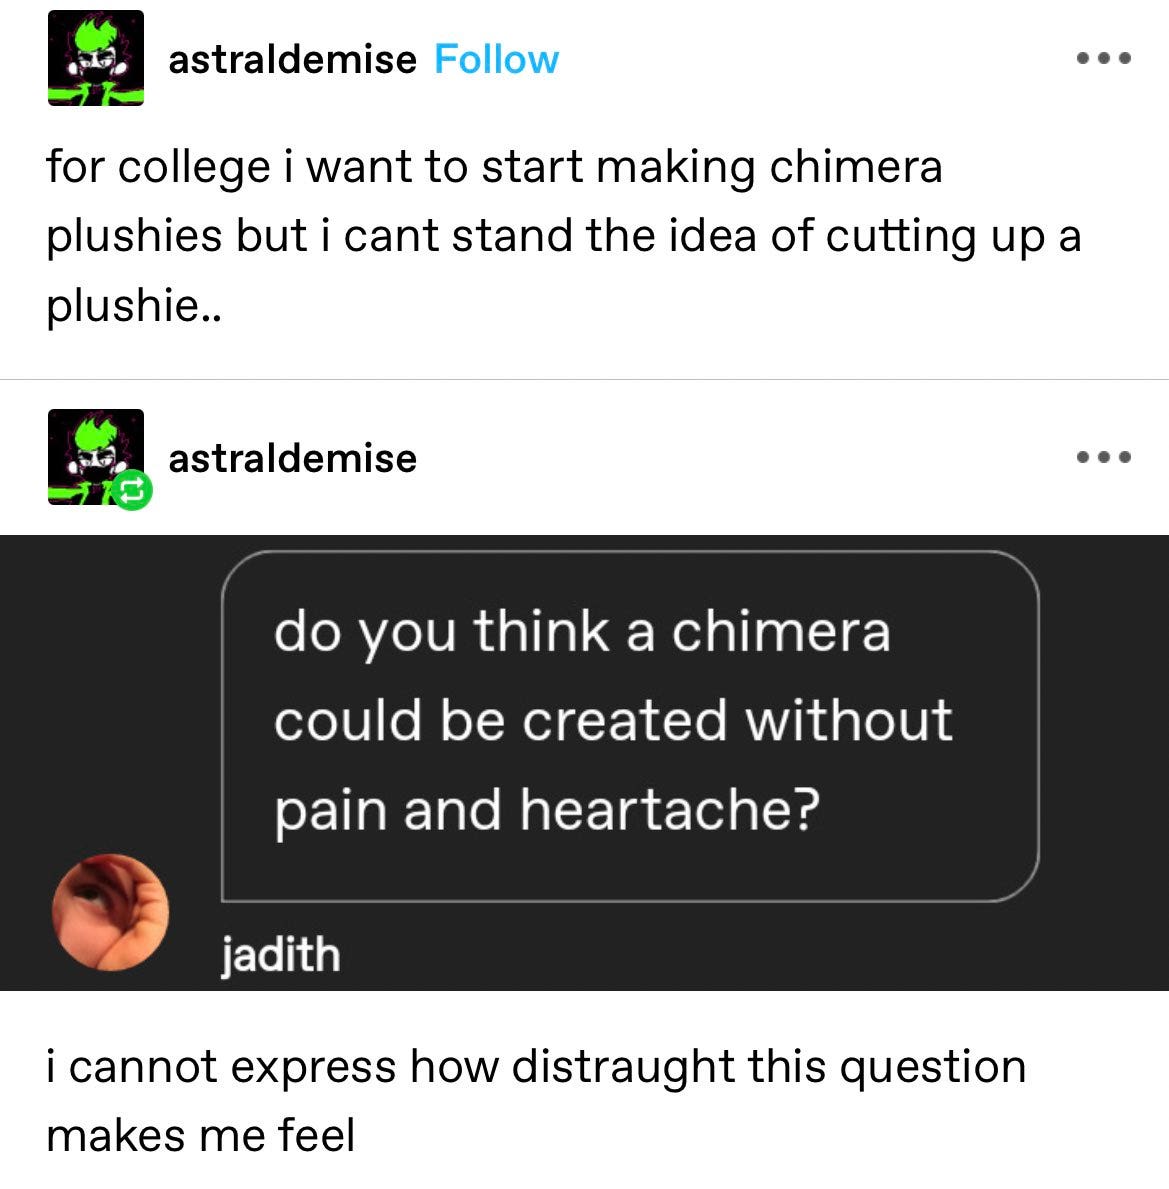 astraldemise Follow
for college i want to start making chimera
plushies but i cant stand the idea of cutting up a
plushie..
astraldemise
do you think a chimera
could be created without
pain and heartache?
jadith
i cannot express how distraught this question
makes me feel